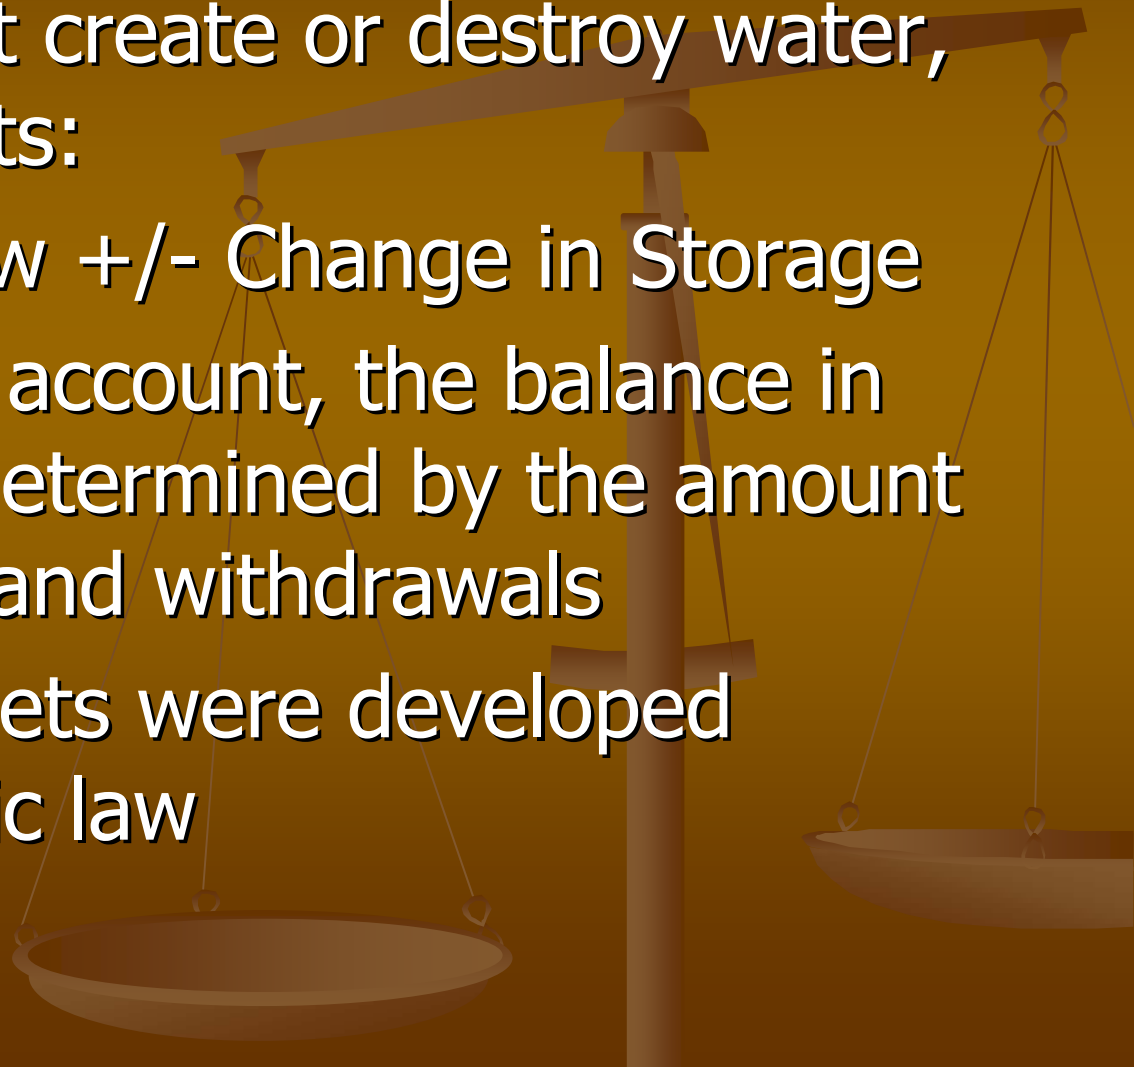 t create or destroy water,
ts:
w +/- Change in Storage
account, the balance in
etermined by the amount
and withdrawals
ets were developed
ic law